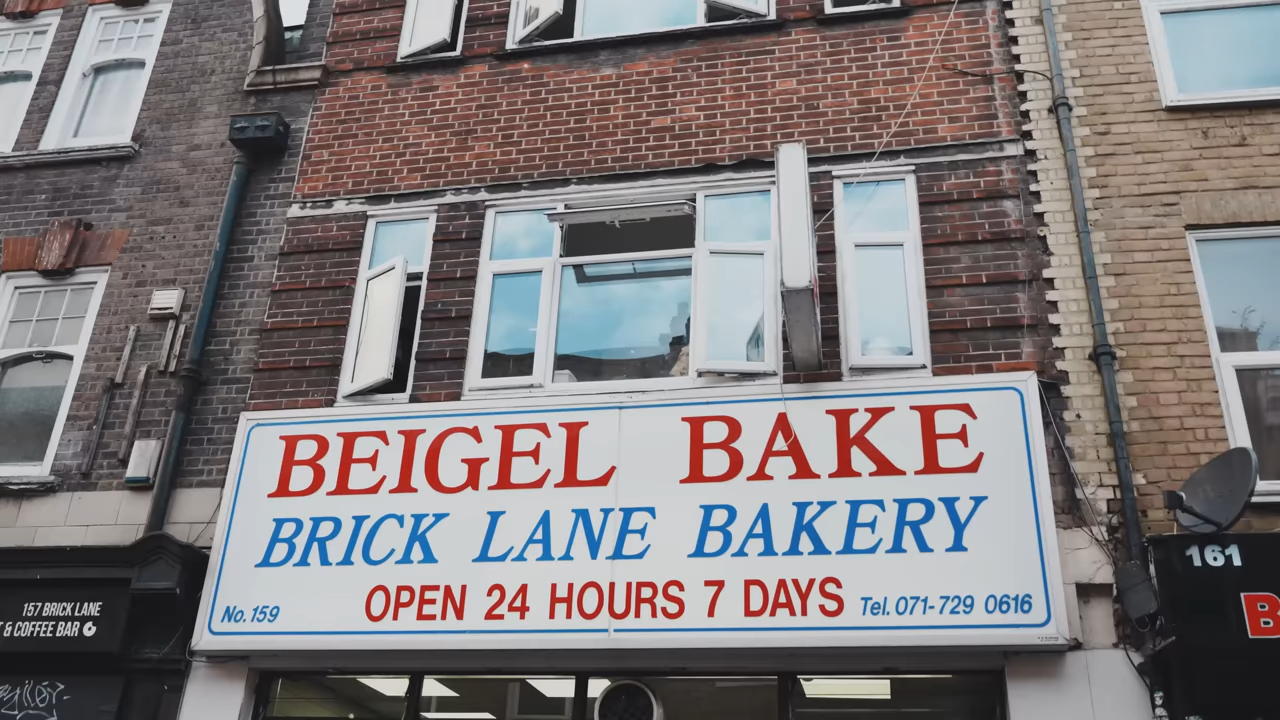 BEIGEL BAKE
BRICK LANE BAKERY
OPEN 24 HOURS 7 DAYS
No. 159
Tel. 071-729 0616
157 BRICK LANE
& COFFEE BAR
161
B